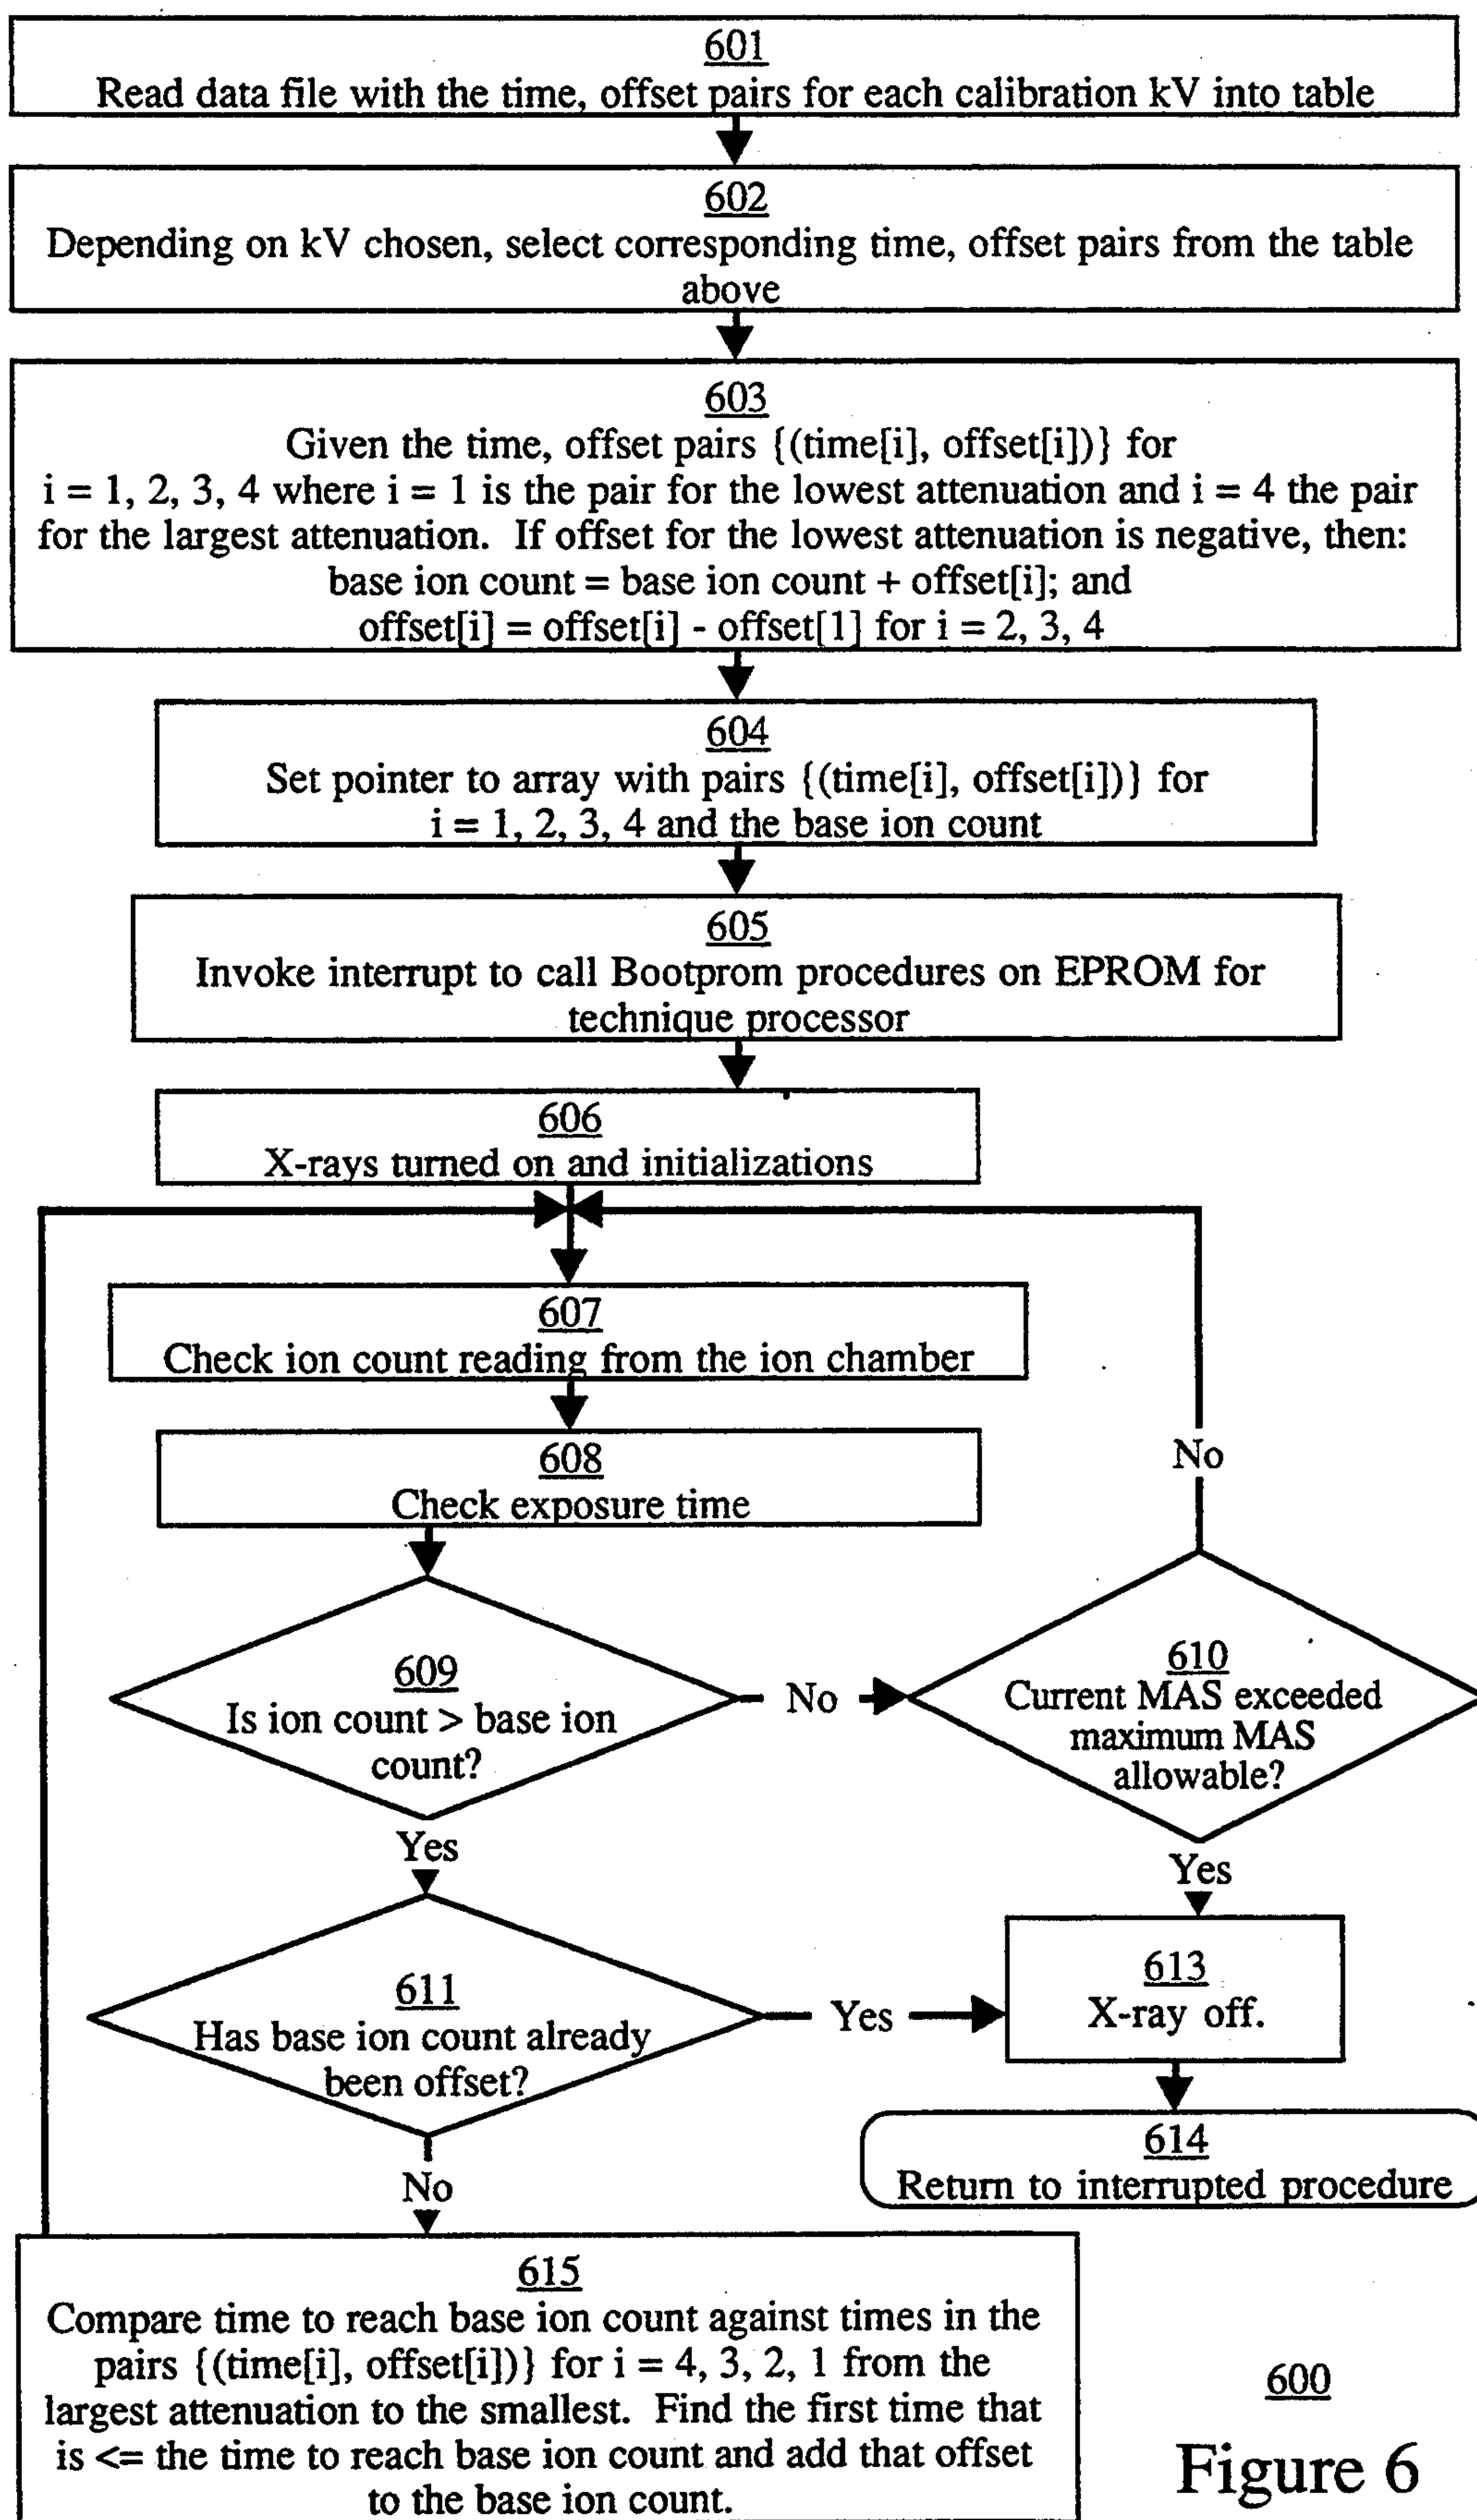 601
Read data file with the time, offset pairs for each calibration kV into table
602
Depending on kV chosen, select corresponding time, offset pairs from the table
above
603
Given the time, offset pairs {(time[i], offset[i])} for
i = 1, 2, 3, 4 where i = 1 is the pair for the lowest attenuation and i = 4 the pair
for the largest attenuation. If offset for the lowest attenuation is negative, then:
base ion count = base ion count + offset[i]; and
offset[i] = offset[i] - offset[1] for i = 2, 3, 4
604
Set pointer to array with pairs {(time[i], offset[i])} for
i = 1, 2, 3, 4 and the base ion count
605
Invoke interrupt to call Bootprom procedures on EPROM for
technique processor
606
X-rays turned on and initializations
607
Check ion count reading from the ion chamber
608
Check exposure time
No
609
Is ion count > base ion
count?
No
610
Current MAS exceeded
maximum MAS
allowable?
Yes
Yes
611
Has base ion count already
been offset?
Yes
613
X-ray off.
614
Return to interrupted procedure
No
615
Compare time to reach base ion count against times in the
pairs {(time[i], offset[i])} for i = 4, 3, 2, 1 from the
largest attenuation to the smallest. Find the first time that
is <= the time to reach base ion count and add that offset
to the base ion count.
600
Figure 6